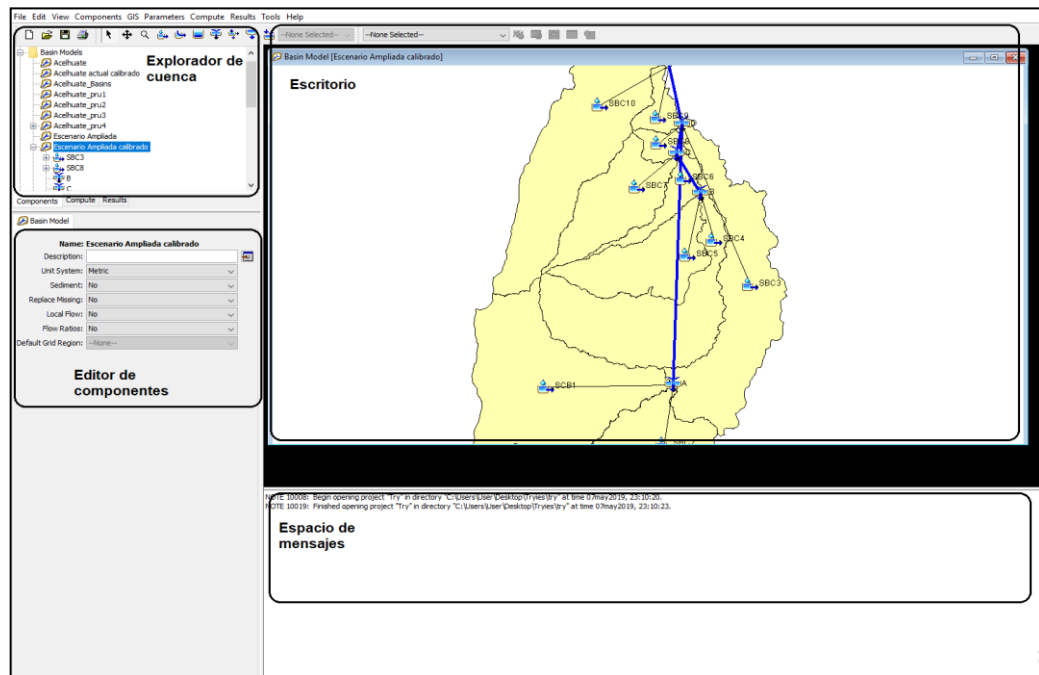 File Edit View Components GIS Parameters Compute Results Tools Help
--None Selected--
--None Selected--
Basin Models
Acelhuate
Acelhuate actual calibrado
Acelhuate_Basins
Acelhuate_pru1
Acelhuate_pru2
Acelhuate_pru3
Acelhuate_pru4
Escenario Ampliada
Escenario Ampliada calibrado
SBC3
SBC8
B
C
Explorador de
cuenca
Components Compute Results
Basin Model
Name: Escenario Ampliada calibrado
Description:
Unit System: Metric
Sediment: No
Replace Missing: No
Local Flow: No
Flow Ratios: No
Default Grid Region: --None--
Editor de
componentes
Basin Model [Escenario Ampliada calibrado]
Escritorio
SBC10
SBC9
D
SBC8
SBC7
SBC6
B
SBC4
SBC5
SBC3
A
SCB1
NOTE 10008: Begin opening project "Try" in directory "C:\Users\User\Desktop\Tryies\try" at time 07may2019, 23:10:20.
NOTE 10019: Finished opening project "Try" in directory "C:\Users\User\Desktop\Tryies\try" at time 07may2019, 23:10:23.
Espacio de
mensajes